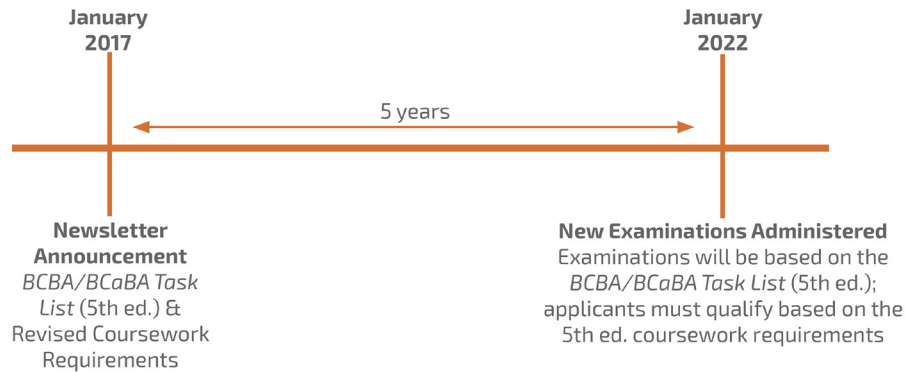 January
2017
January
2022
5 years
Newsletter
Announcement
BCBA/BCaBA Task
List (5th ed.) &
Revised Coursework
Requirements
New Examinations Administered
Examinations will be based on the
BCBA/BCaBA Task List (5th ed.);
applicants must qualify based on the
5th ed. coursework requirements